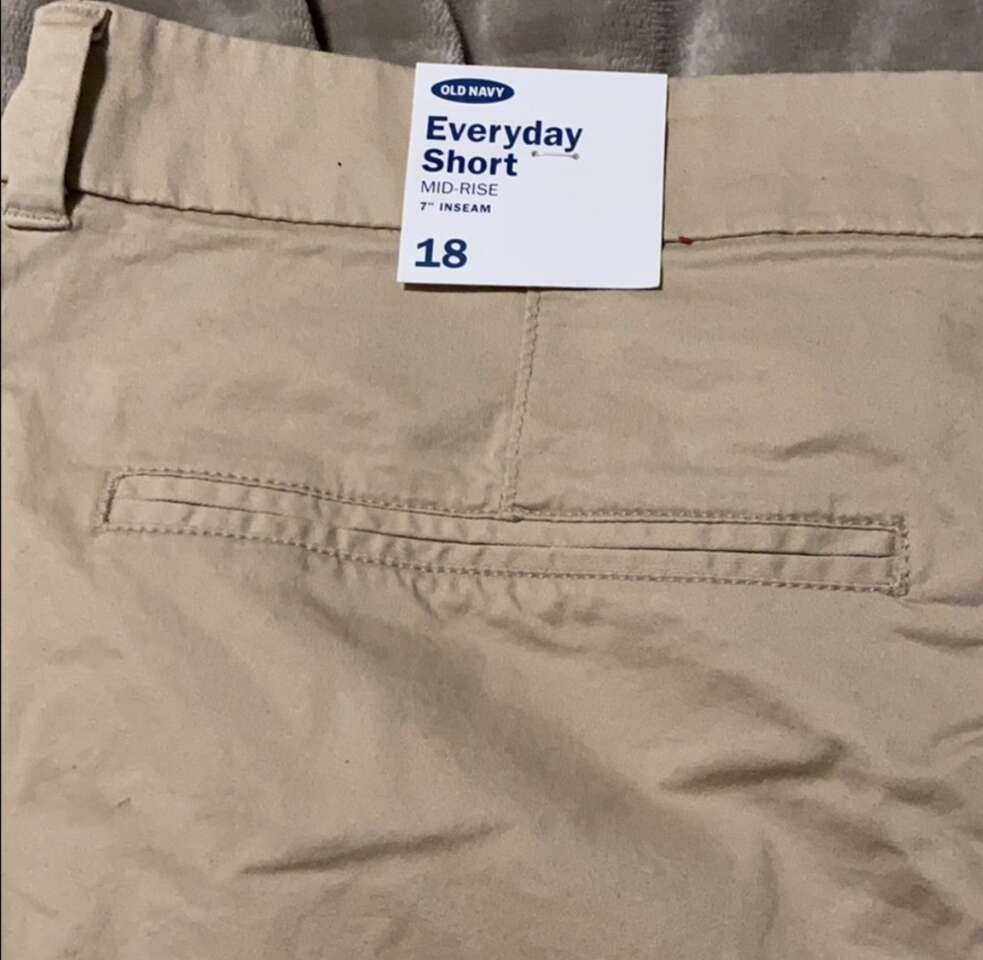 OLD NAVY
Everyday
Short
MID-RISE
7" INSEAM
18